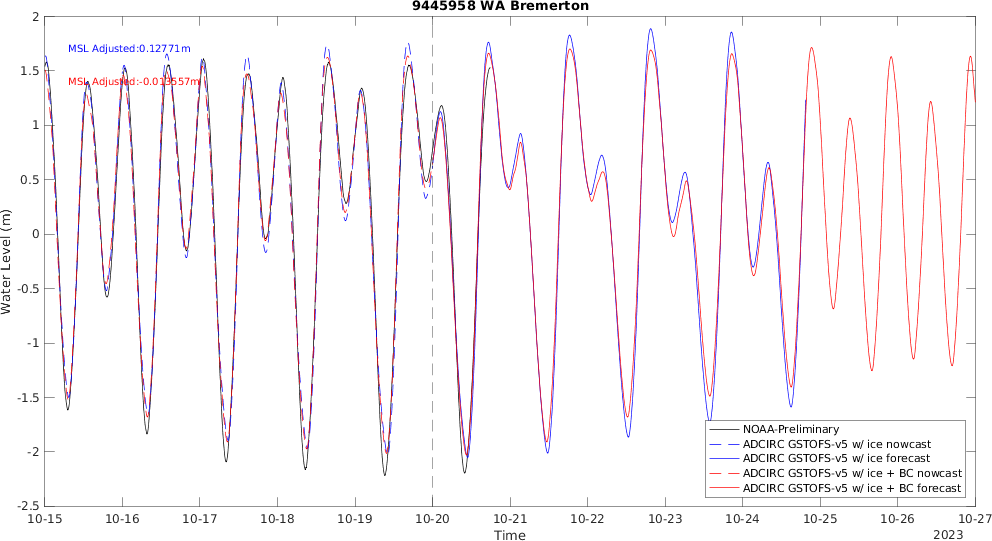 9445958 WA Bremerton
MSL Adjusted:0.12771m
MSL Adjusted:-0.013557m
Water Level (m)
2
1.5
1
0.5
0
-0.5
-1
-1.5
-2
-2.5
NOAA-Preliminary
ADCIRC GSTOFS-v5 w/ ice nowcast
ADCIRC GSTOFS-v5 w/ ice forecast
ADCIRC GSTOFS-v5 w/ ice + BC nowcast
ADCIRC GSTOFS-v5 w/ ice + BC forecast
10-15 10-16 10-17 10-18 10-19 10-20 10-21 10-22 10-23 10-24 10-25 10-26 10-27
Time
2023